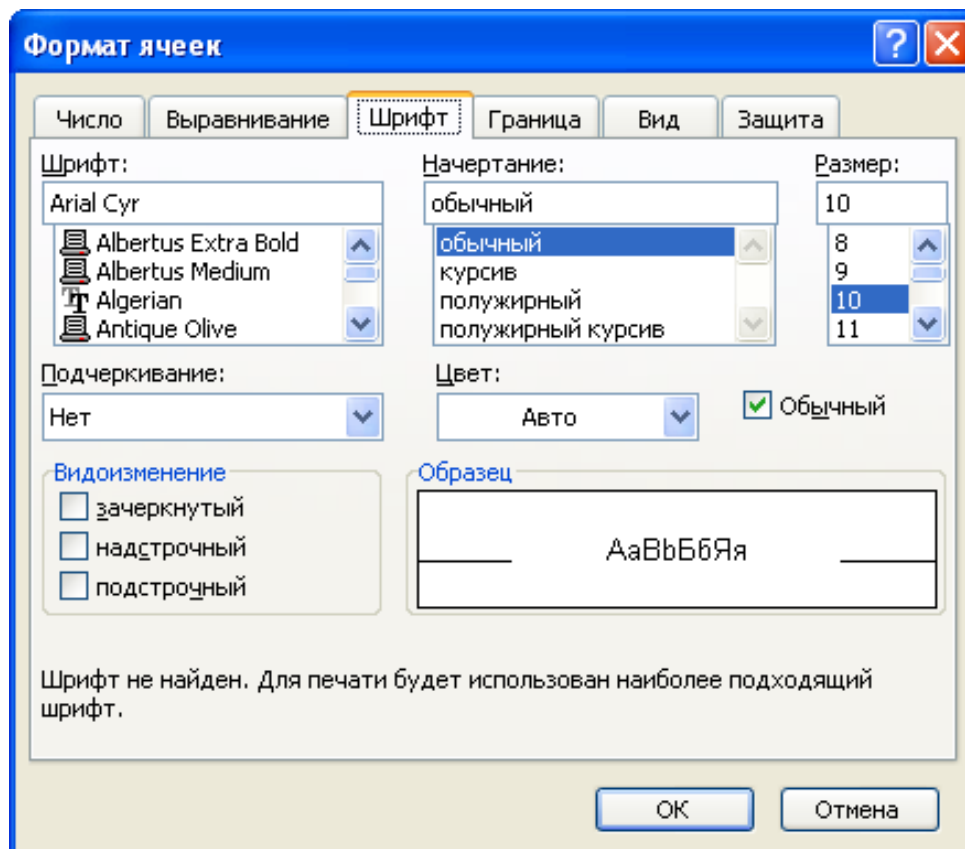 Формат ячеек
Число Выравнивание Шрифт Граница Вид Защита
Шрифт: Начертание: Размер:
Arial Cyr обычный 10
Albertus Extra Bold обычный 8
Albertus Medium курсив 9
Algerian полужирный 10
Antique Olive полужирный курсив 11
Подчеркивание: Цвет:
Нет Авто Обычный
Видоизменение Образец
зачеркнутый
надстрочный АаBbБбЯя
подстрочный
Шрифт не найден. Для печати будет использован наиболее подходящий
шрифт.
ОК Отмена